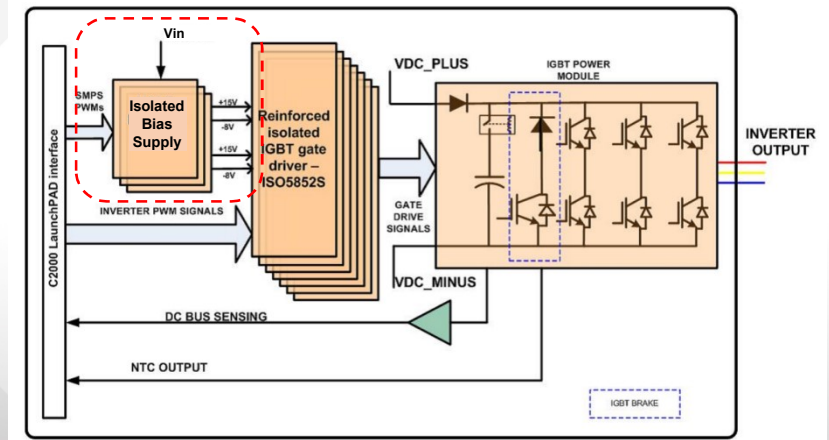 Vin
SMPS
PWMs
Isolated
Bias
Supply
+15V
-8V
+15V
-8V
Reinforced
isolated
IGBT gate
driver –
ISO5852S
VDC_PLUS
IGBT POWER
MODULE
INVERTER
OUTPUT
C2000 LaunchPAD interface
INVERTER PWM SIGNALS
GATE
DRIVE
SIGNALS
VDC_MINUS
DC BUS SENSING
NTC OUTPUT
IGBT BRAKE